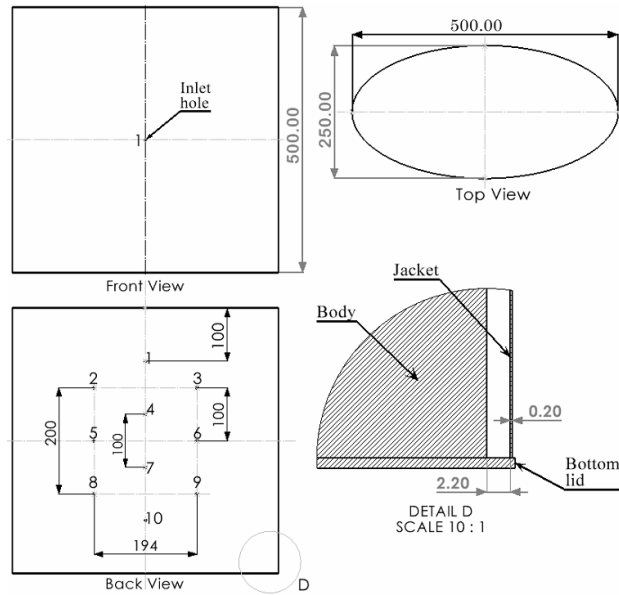 Inlet
hole
1
500.00
Front View
500.00
250.00
Top View
1
100
2
3
4
100
200
100
5
6
7
8
9
10
194
Back View
D
Jacket
Body
0.20
2.20
Bottom
lid
DETAIL D
SCALE 10 : 1